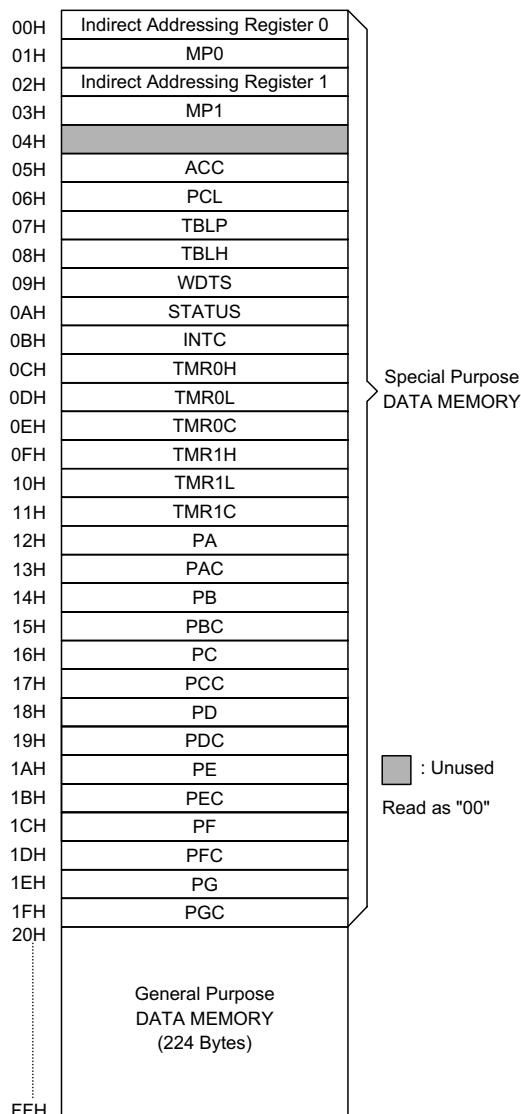 00H Indirect Addressing Register 0
01H MP0
02H Indirect Addressing Register 1
03H MP1
04H
05H ACC
06H PCL
07H TBLP
08H TBLH
09H WDTS
0AH STATUS
0BH INTC
0CH TMR0H
0DH TMR0L
0EH TMR0C
0FH TMR1H
10H TMR1L
11H TMR1C
12H PA
13H PAC
14H PB
15H PBC
16H PC
17H PCC
18H PD
19H PDC
1AH PE
1BH PEC
1CH PF
1DH PFC
1EH PG
1FH PGC
20H
General Purpose
DATA MEMORY
(224 Bytes)
FFH
Special Purpose
DATA MEMORY
: Unused
Read as "00"